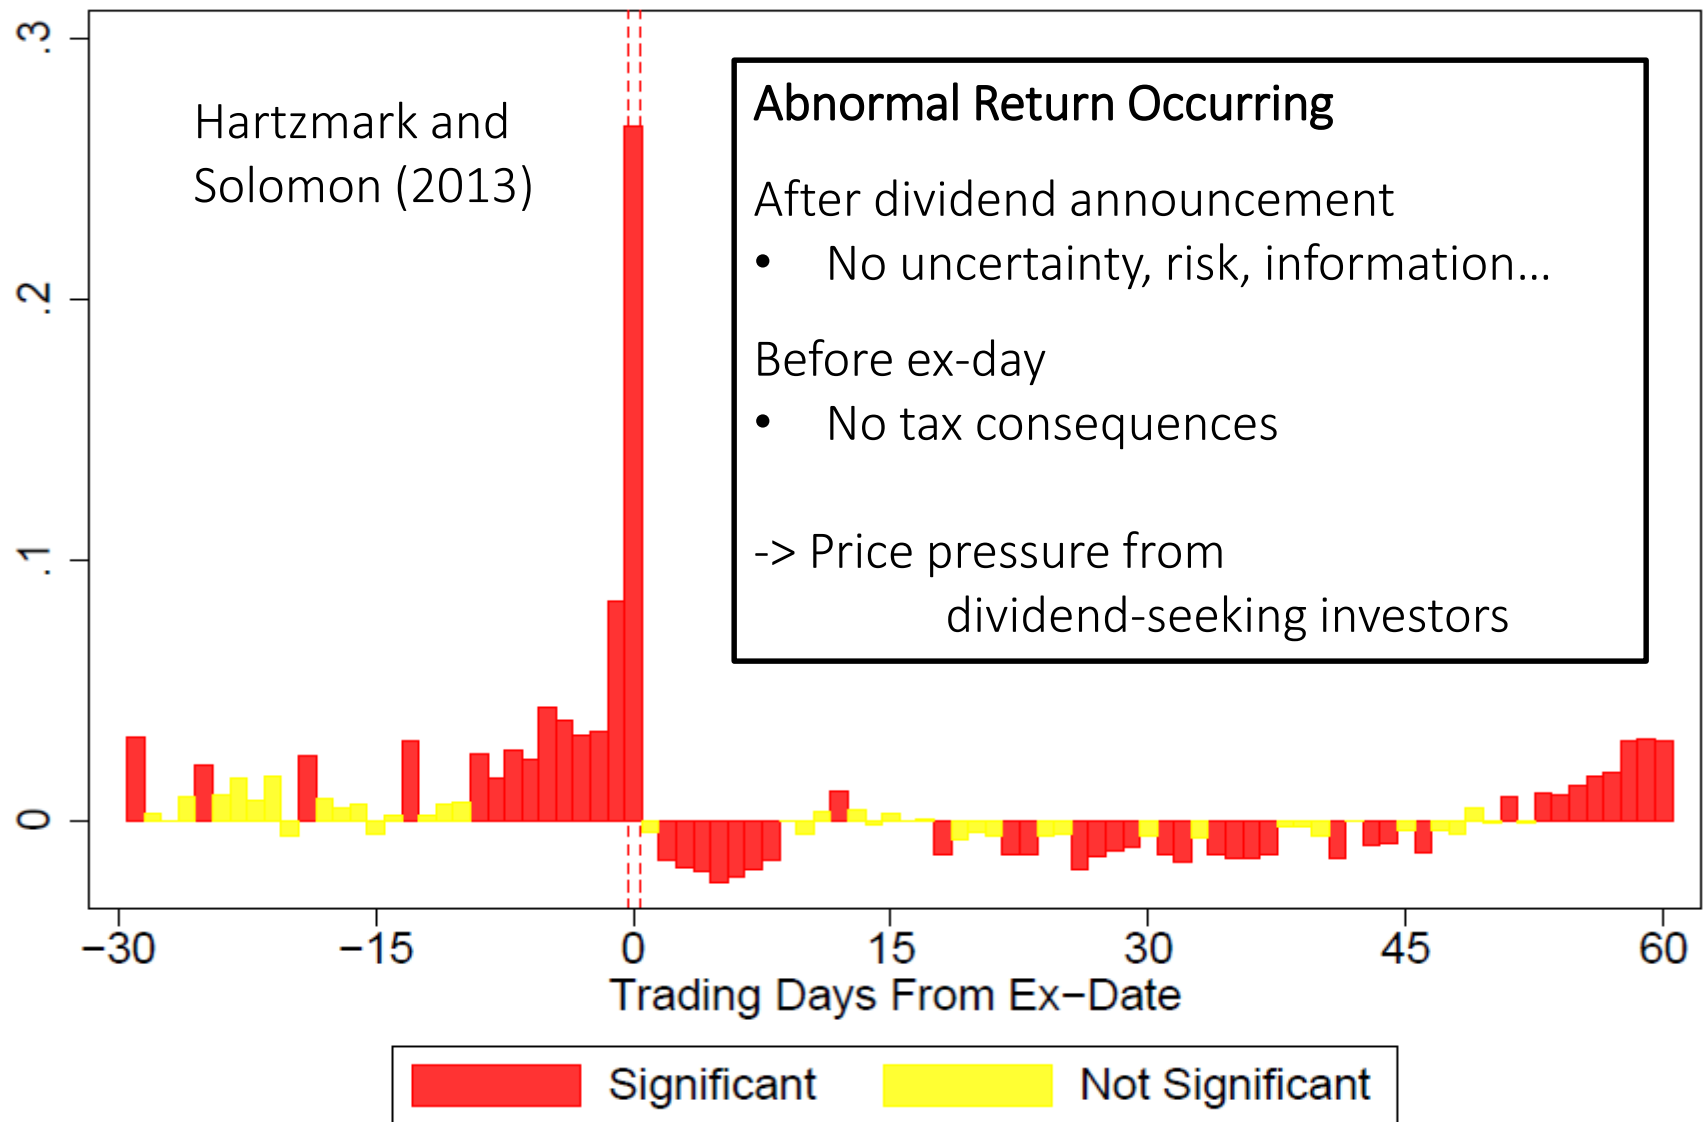 Hartzmark and
Solomon (2013)
Abnormal Return Occurring
After dividend announcement
• No uncertainty, risk, information...
Before ex-day
• No tax consequences
-> Price pressure from
dividend-seeking investors
.3
.2
.1
0
−30 −15 0 15 30 45 60
Trading Days From Ex−Date
Significant Not Significant